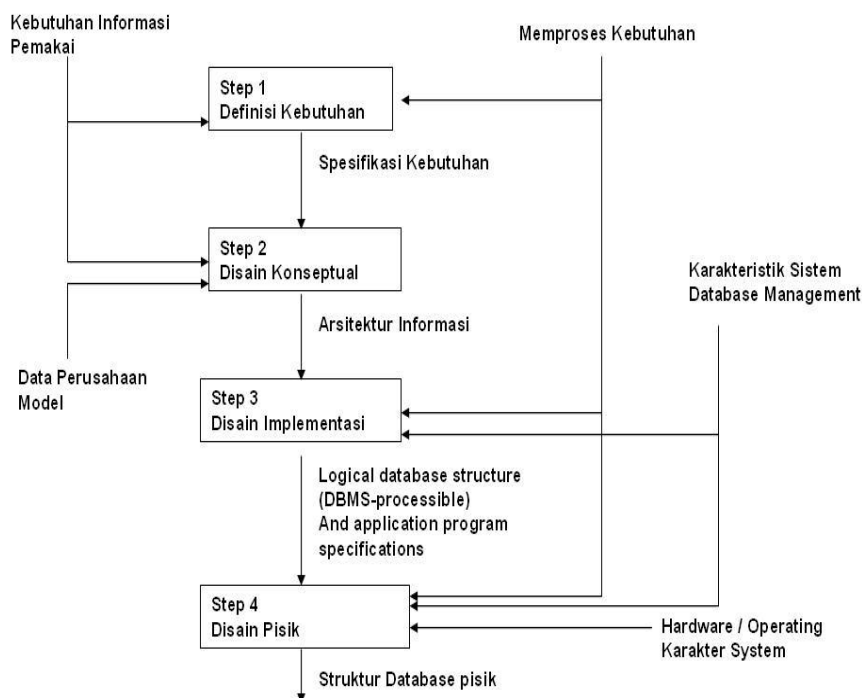 Kebutuhan Informasi
Pemakai
Memproses Kebutuhan
Step 1
Definisi Kebutuhan
Spesifikasi Kebutuhan
Step 2
Disain Konseptual
Karakteristik Sistem
Database Management
Arsitektur Informasi
Data Perusahaan
Model
Step 3
Disain Implementasi
Logical database structure
(DBMS-processible)
And application program
specifications
Step 4
Disain Pisik
Hardware / Operating
Karakter System
Struktur Database pisik